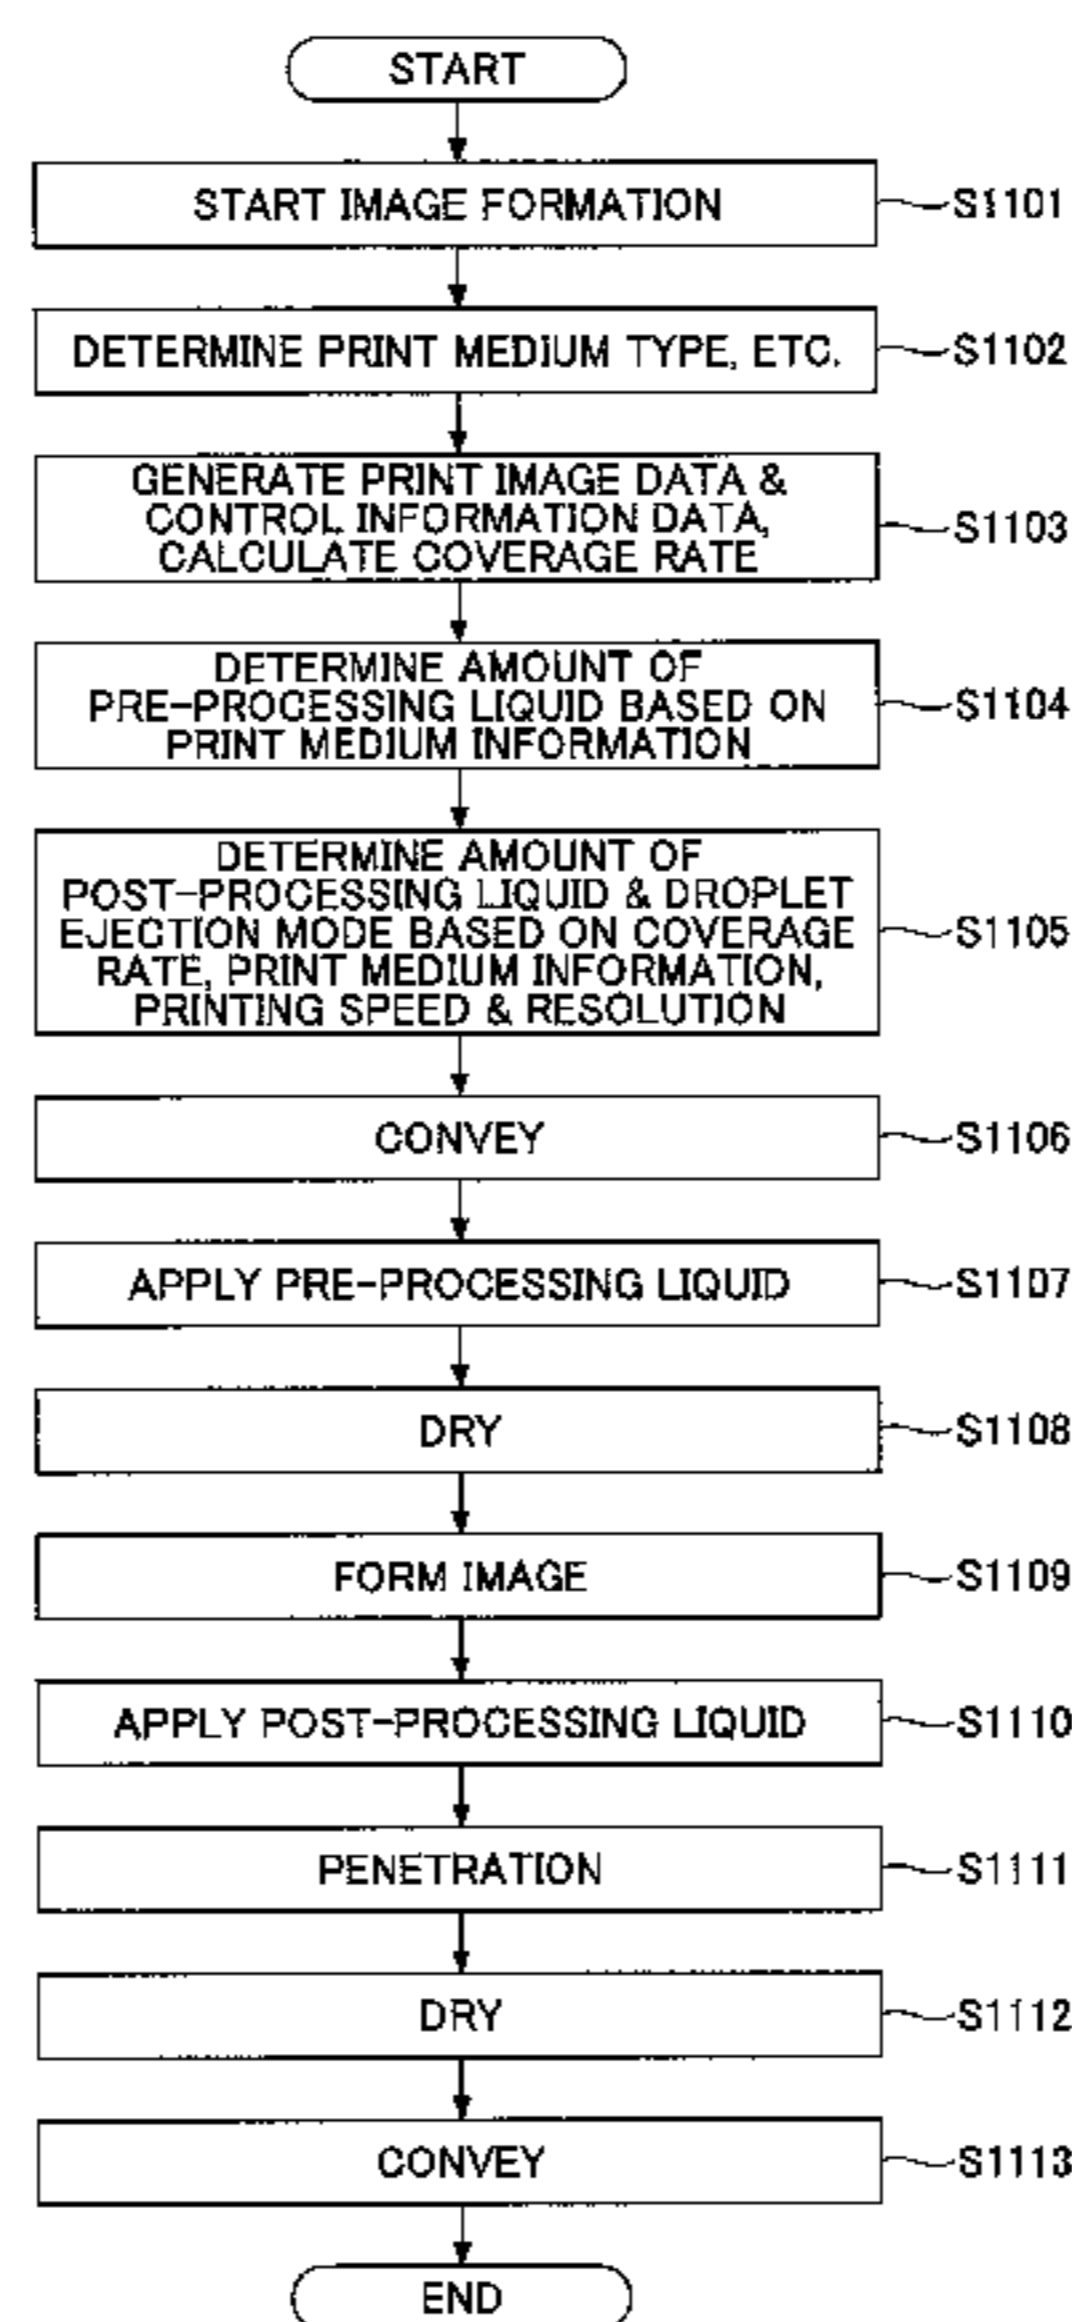 START
START IMAGE FORMATION
S1101
DETERMINE PRINT MEDIUM TYPE, ETC.
S1102
GENERATE PRINT IMAGE DATA &
CONTROL INFORMATION DATA,
CALCULATE COVERAGE RATE
S1103
DETERMINE AMOUNT OF
PRE-PROCESSING LIQUID BASED ON
PRINT MEDIUM INFORMATION
S1104
DETERMINE AMOUNT OF
POST-PROCESSING LIQUID & DROPLET
EJECTION MODE BASED ON COVERAGE
RATE, PRINT MEDIUM INFORMATION,
PRINTING SPEED & RESOLUTION
S1105
CONVEY
S1106
APPLY PRE-PROCESSING LIQUID
S1107
DRY
S1108
FORM IMAGE
S1109
APPLY POST-PROCESSING LIQUID
S1110
PENETRATION
S1111
DRY
S1112
CONVEY
S1113
END